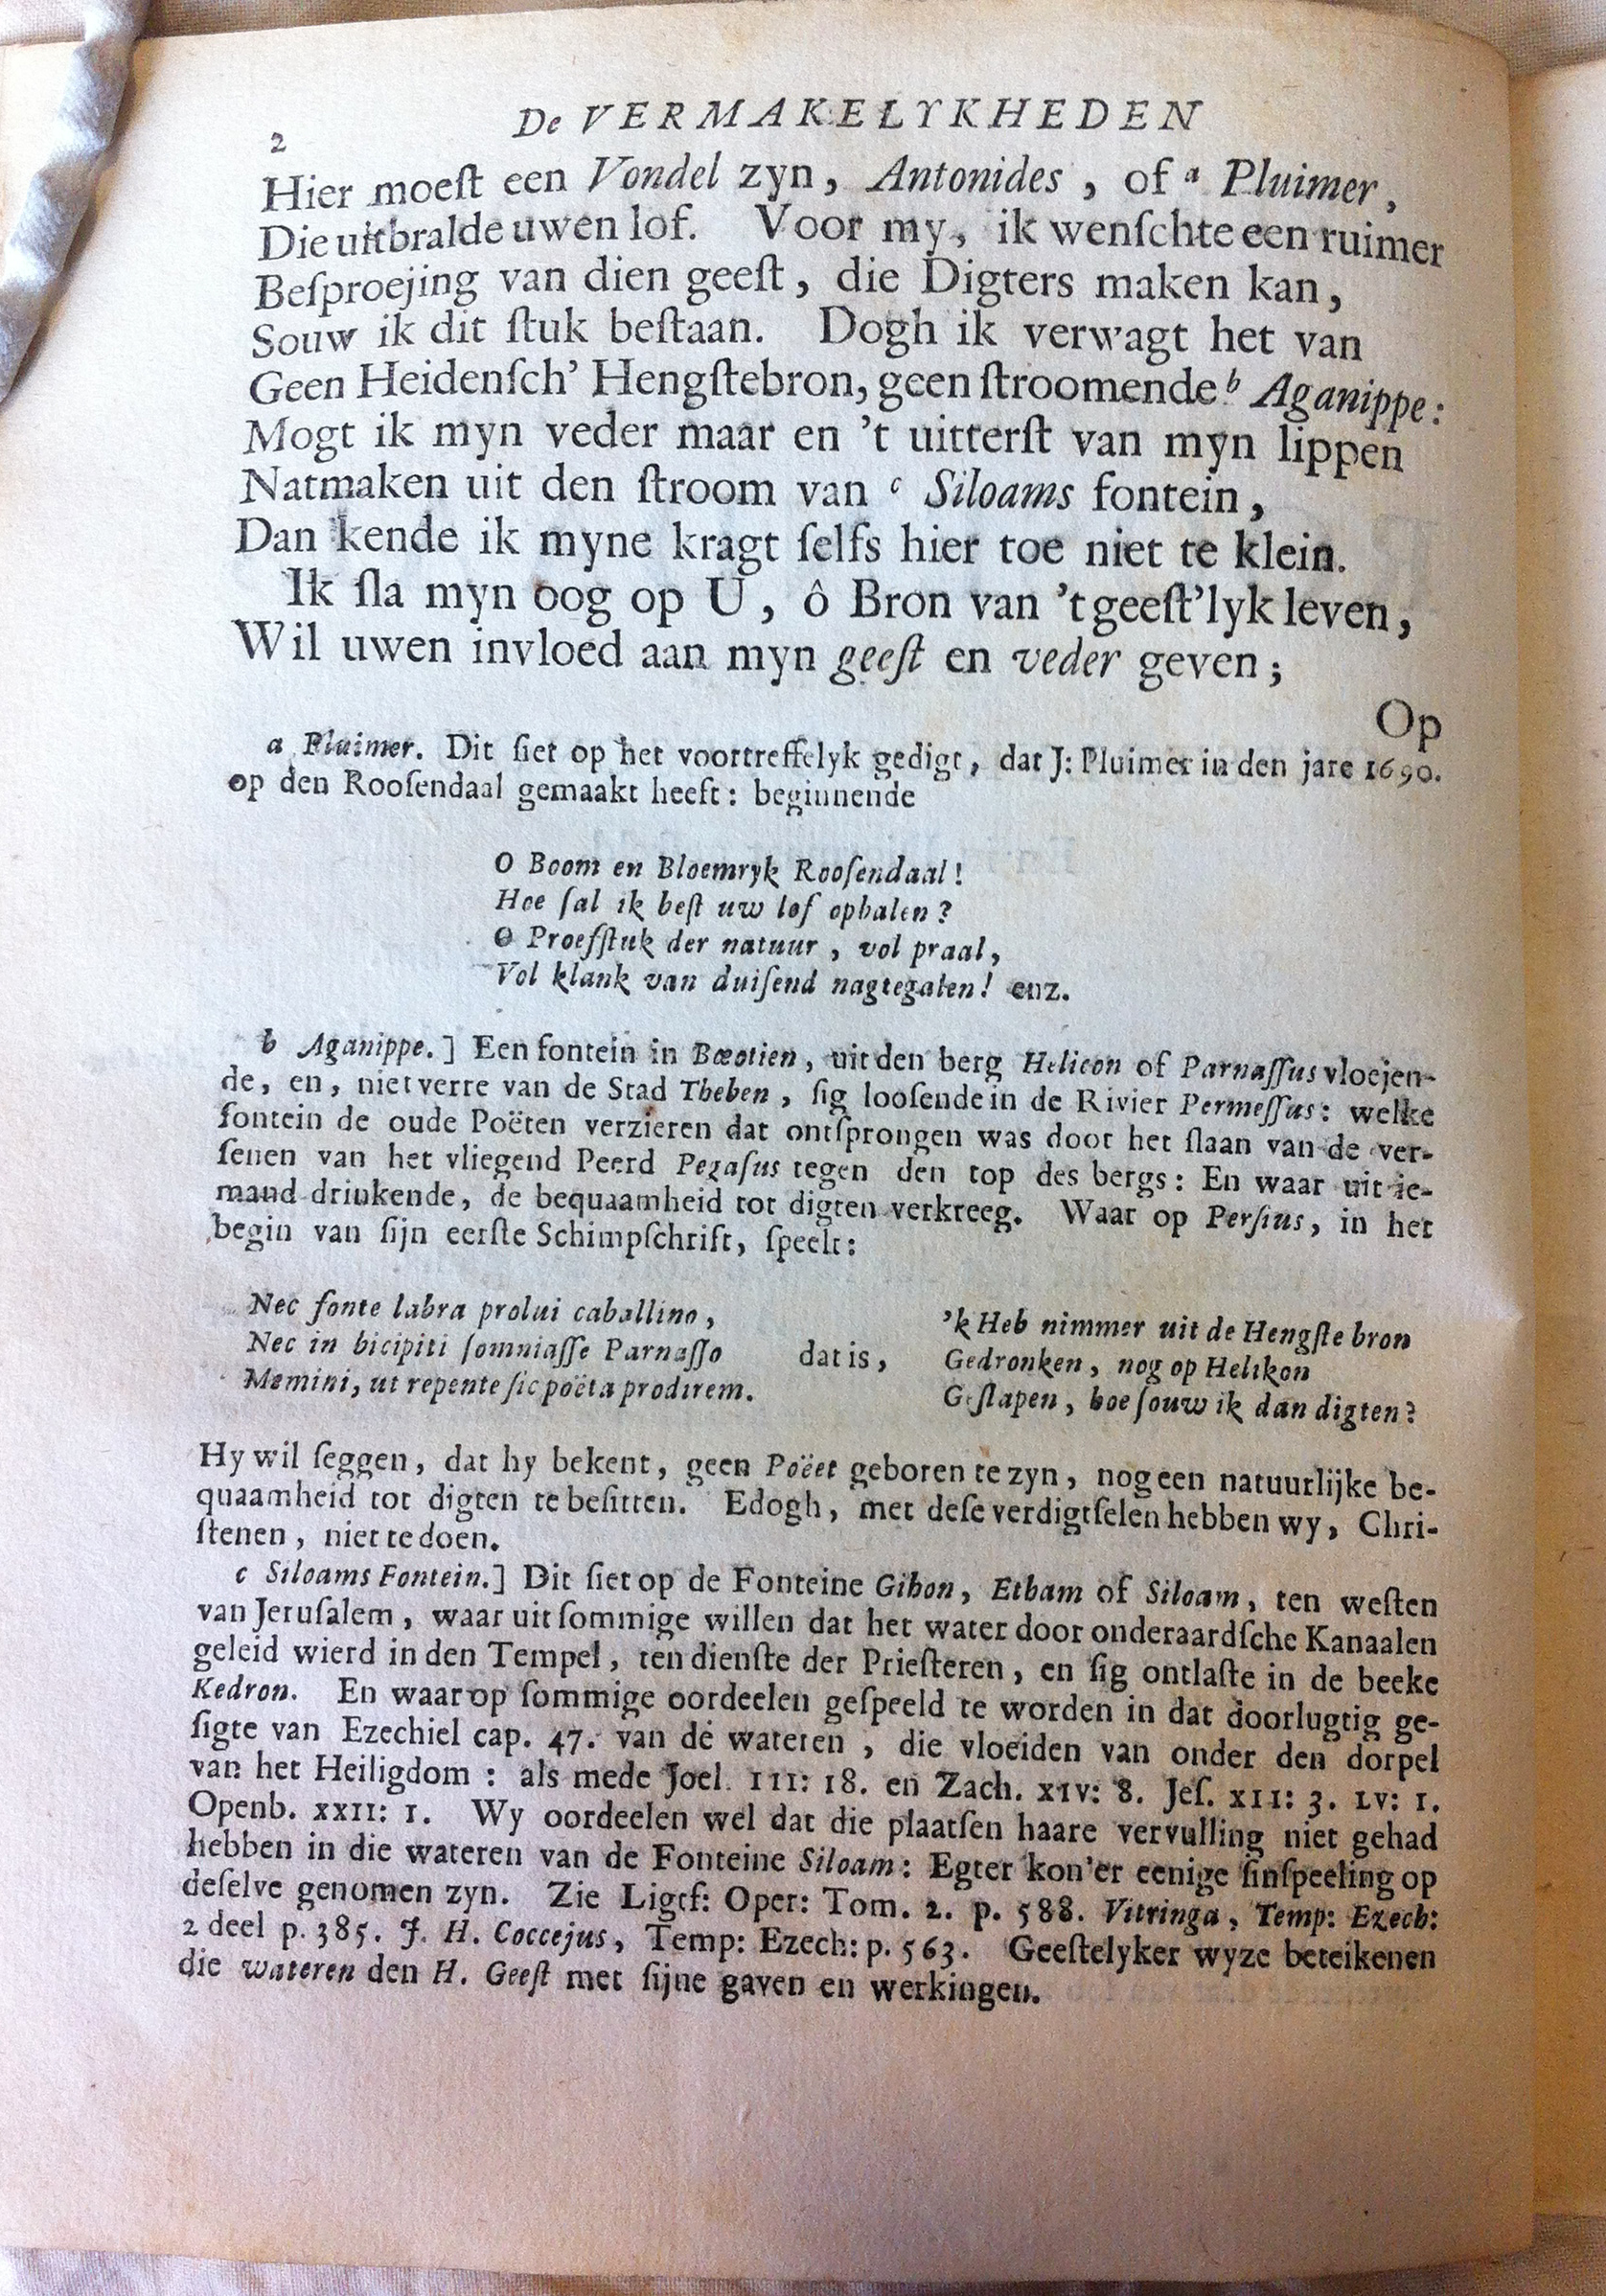 2 De VERMAKELYKHEDEN
Hier moeſt een Vondel zyn, Antonides, of a Pluimer,
Die uitbralde uwen lof. Voor my, ik wenſchte een ruimer
Beſproejing van dien geeſt, die Digters maken kan,
Souw ik dit ſtuk beſtaan. Dogh ik verwagt het van
Geen Heidenſch' Hengſtebron, geen ſtroomende b Aganippe:
Mogt ik myn veder maar en 't uitterſt van myn lippen
Natmaken uit den ſtroom van c Siloams fontein,
Dan kende ik myne kragt ſelfs hier toe niet te klein.
Ik ſla myn oog op U, ô Bron van 't geeſt'lyk leven,
Wil uwen invloed aan myn geeſt en veder geven;
Op
a Pluimer. Dit ſiet op het voortreffelyk gedigt, dat J: Pluimer in den jare 1690.
op den Rooſendaal gemaakt heeft: beginnende
O Boom en Bloemryk Rooſendaal!
Hoe ſal ik beſt uw lof ophalen?
O Proefſtuk der natuur, vol praal,
Vol klank van duiſend nagtegalen! enz.
b Aganippe.] Een fontein in Bœotien, uit den berg Helicon of Parnaſſus vloejen-
de, en, niet verre van de Stad Theben, ſig looſende in de Rivier Permeſſus: welke
fontein de oude Poëten verzieren dat ontſprongen was door het ſlaan van de ver-
ſenen van het vliegend Peerd Pegaſus tegen den top des bergs: En waar uit ie-
mand drinkende, de bequaamheid tot digten verkreeg. Waar op Perſius, in het
begin van ſijn eerſte Schimpſchrift, ſpeelt:
Nec fonte labra prolui caballino,
Nec in bicipiti ſomniaſſe Parnaſſo
Memini, ut repente ſic poëta prodirem.
dat is,
'k Heb nimmer uit de Hengſte bron
Gedronken, nog op Helikon
Geſlapen, hoe ſouw ik dan digten?
Hy wil ſeggen, dat hy bekent, geen Poëet geboren te zyn, nog een natuurlijke be-
quaamheid tot digten te beſitten. Edogh, met deſe verdigtſelen hebben wy, Chri-
ſtenen, niet te doen.
c Siloams Fontein.] Dit ſiet op de Fonteine Gihon, Etham of Siloam, ten weſten
van Jeruſalem, waar uit ſommige willen dat het water door onderaardſche Kanaalen
geleid wierd in den Tempel, ten dienſte der Prieſteren, en ſig ontlaſte in de beeke
Kedron. En waar op ſommige oordeelen geſpeeld te worden in dat doorlugtig ge-
ſigte van Ezechiel cap. 47. van de wateren, die vloeiden van onder den dorpel
van het Heiligdom: als mede Joel. III: 18. en Zach. XIV: 8. Jeſ. XII: 3. LV: 1.
Openb. XXII: 1. Wy oordeelen wel dat die plaatſen haare vervulling niet gehad
hebben in die wateren van de Fonteine Siloam: Egter kon'er eenige ſinſpeeling op
deſelve genomen zyn. Zie Ligtf: Oper: Tom. 2. p. 588. Vitringa, Temp: Ezech:
2 deel p. 385. J. H. Coccejus, Temp: Ezech: p. 563. Geeſtelyker wyze beteikenen
die wateren den H. Geeſt met ſijne gaven en werkingen.